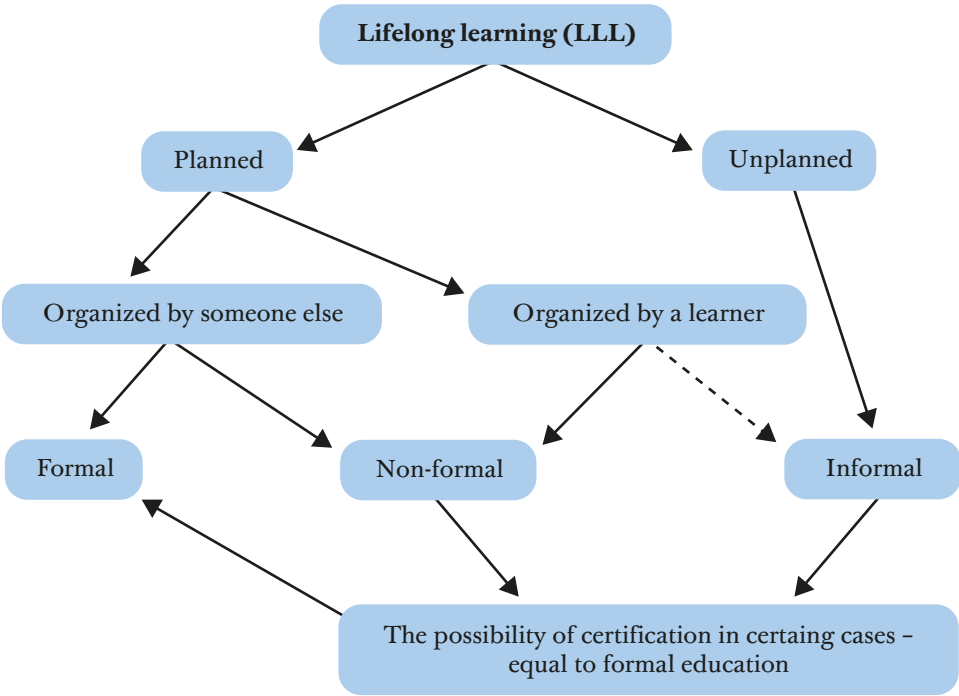 Lifelong learning (LLL)
Planned
Unplanned
Organized by someone else
Organized by a learner
Formal
Non-formal
Informal
The possibility of certification in certaing cases –
equal to formal education